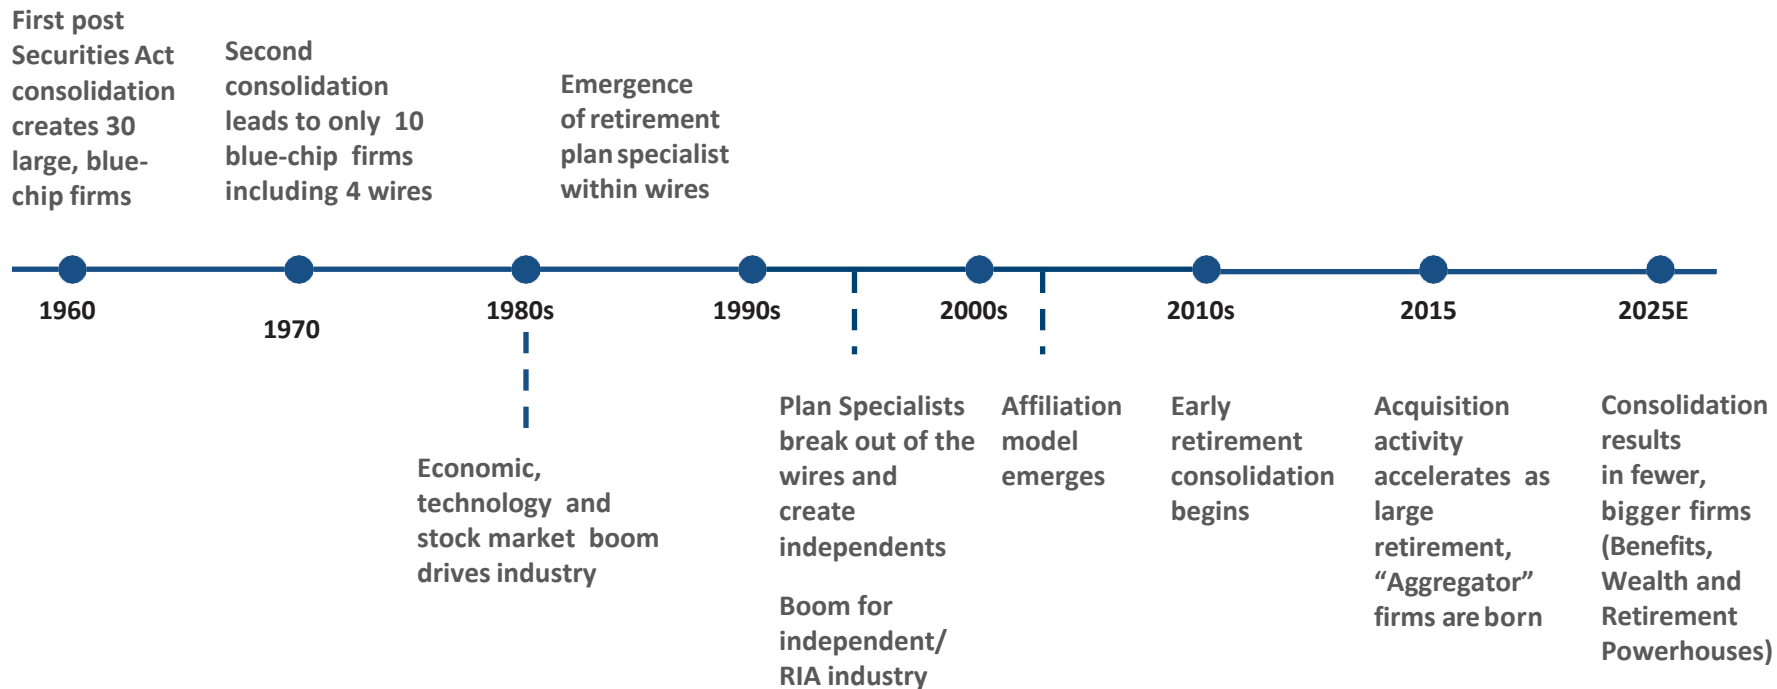 First post
Securities Act
consolidation
creates 30
large, blue-
chip firms
Second
consolidation
leads to only 10
blue-chip firms
including 4 wires
Emergence
of retirement
plan specialist
within wires
1960
1970
1980s
1990s
2000s
2010s
2015
2025E
Economic,
technology and
stock market boom
drives industry
Plan Specialists
break out of the
wires and
create
independents
Boom for
independent/
RIA industry
Affiliation
model
emerges
Early
retirement
consolidation
begins
Acquisition
activity
accelerates as
large
retirement,
“Aggregator”
firms are born
Consolidation
results
in fewer,
bigger firms
(Benefits,
Wealth and
Retirement
Powerhouses)